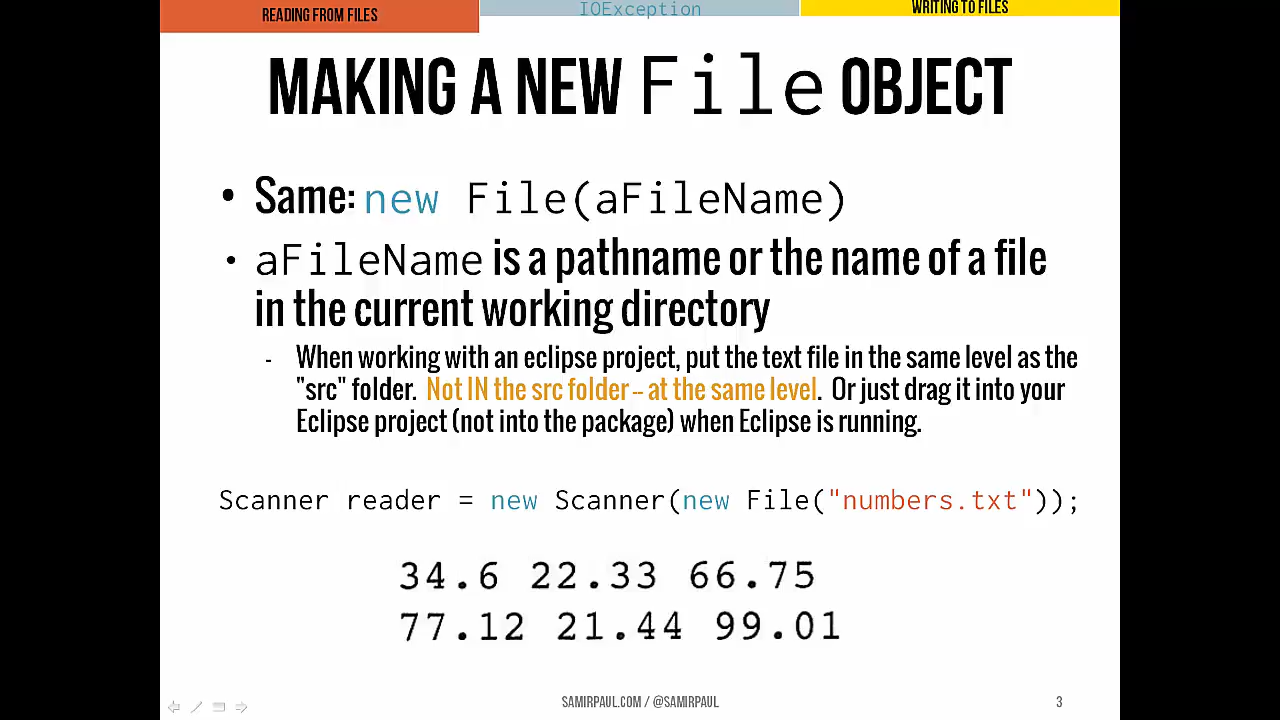 READING FROM FILES
IOException
WRITING TO FILES
MAKING A NEW File OBJECT
• Same: new File(aFileName)
• aFileName is a pathname or the name of a file
in the current working directory
- When working with an eclipse project, put the text file in the same level as the
"src" folder. Not IN the src folder -- at the same level. Or just drag it into your
Eclipse project (not into the package) when Eclipse is running.
Scanner reader = new Scanner(new File("numbers.txt"));
34.6 22.33 66.75
77.12 21.44 99.01
SAMIRPAUL.COM / @SAMIRPAUL
3